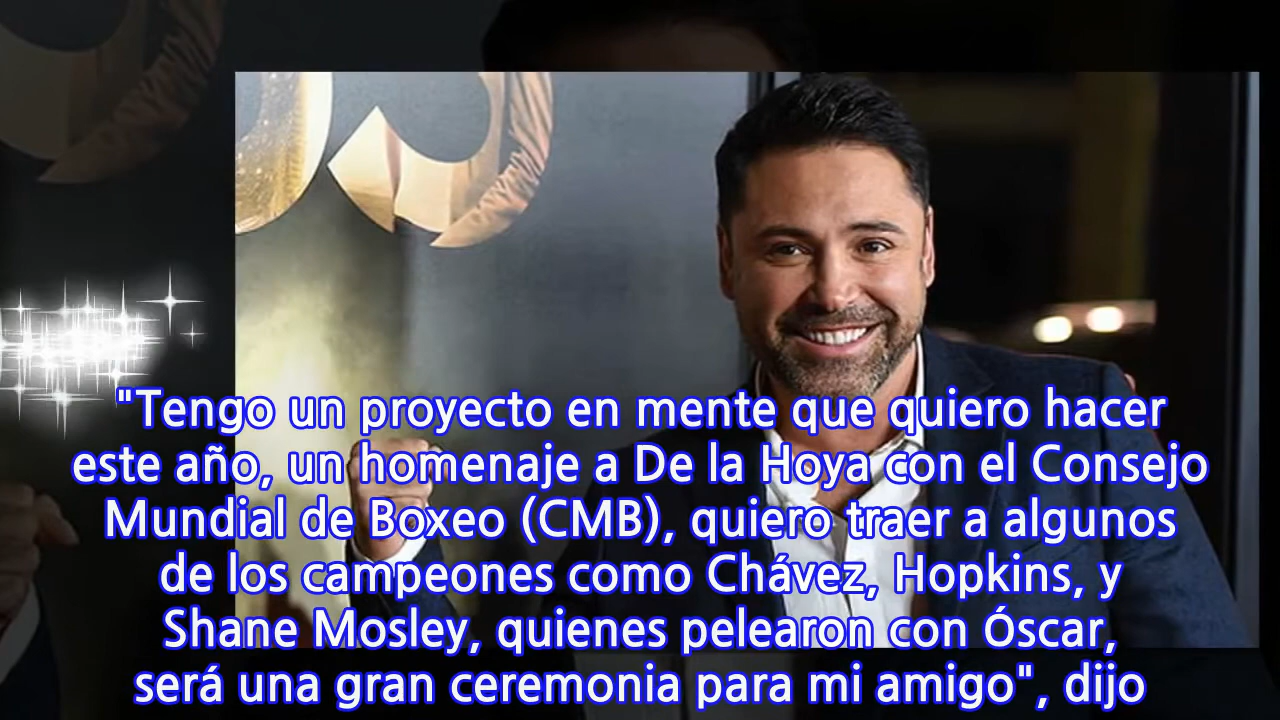 "Tengo un proyecto en mente que quiero hacer
este año, un homenaje a De la Hoya con el Consejo
Mundial de Boxeo (CMB), quiero traer a algunos
de los campeones como Chávez, Hopkins, y
Shane Mosley, quienes pelearon con Óscar,
será una gran ceremonia para mi amigo", dijo